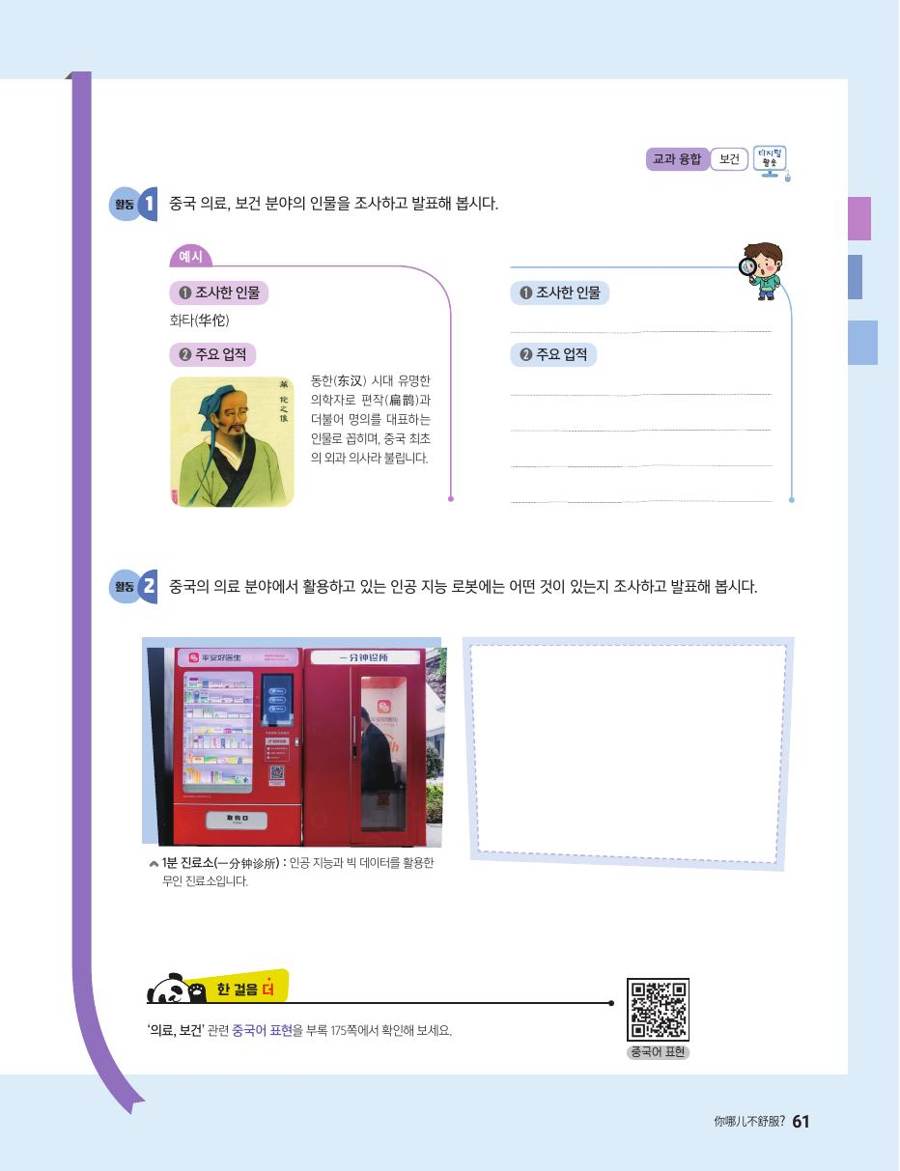 교과 융합 보건 디지털 활용
활동 1 중국 의료, 보건 분야의 인물을 조사하고 발표해 봅시다.
예시
❶ 조사한 인물
화타(华佗)
❷ 주요 업적
동한(东汉) 시대 유명한
의학자로 편작(扁鹊)과
더불어 명의를 대표하는
인물로 꼽히며, 중국 최초
의 외과 의사라 불립니다.
華佗之像
❶ 조사한 인물
❷ 주요 업적
활동 2 중국의 의료 분야에서 활용하고 있는 인공 지능 로봇에는 어떤 것이 있는지 조사하고 발표해 봅시다.
平安好医生
一分钟诊所
取药口
1분 진료소(一分钟诊所) : 인공 지능과 빅 데이터를 활용한
무인 진료소입니다.
한 걸음 더
‘의료, 보건’ 관련 중국어 표현을 부록 175쪽에서 확인해 보세요.
중국어 표현
你哪儿不舒服? 61